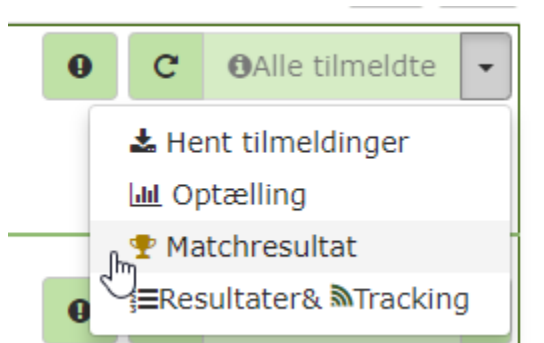 Alle tilmeldte
Hent tilmeldinger
Optælling
Matchresultat
Resultater& Tracking